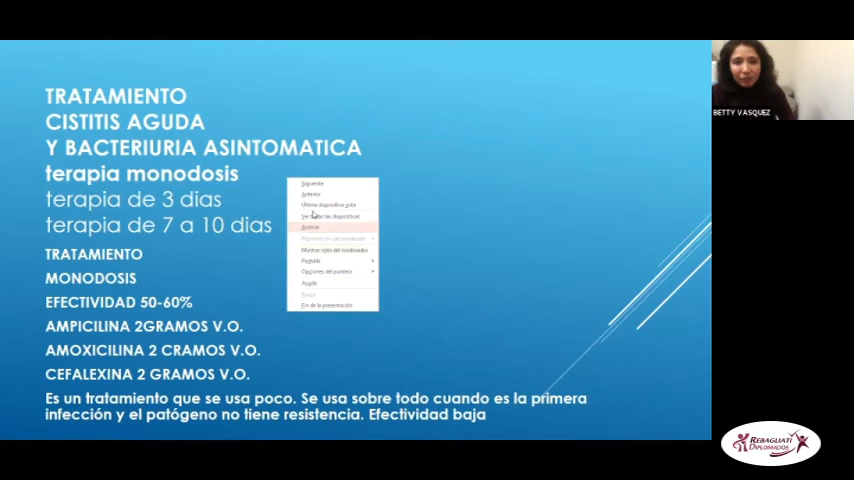 TRATAMIENTO
CISTITIS AGUDA
Y BACTERIURIA ASINTOMATICA
terapia monodosis
terapia de 3 dias
terapia de 7 a 10 dias
TRATAMIENTO
MONODOSIS
EFECTIVIDAD 50-60%
AMPICILINA 2GRAMOS V.O.
AMOXICILINA 2 CRAMOS V.O.
CEFALEXINA 2 GRAMOS V.O.
Es un tratamiento que se usa poco. Se usa sobre todo cuando es la primera
infección y el patógeno no tiene resistencia. Efectividad baja
Siguiente
Anterior
Última diapositiva vista
Ver todas las diapositivas
Acercar
Presentación personalizada
Mostrar vista del moderador
Pantalla
Opciones del puntero
Ayuda
Pausa
Fin de la presentación
BETTY VASQUEZ
REBAGLIATI
DIPLOMADOS